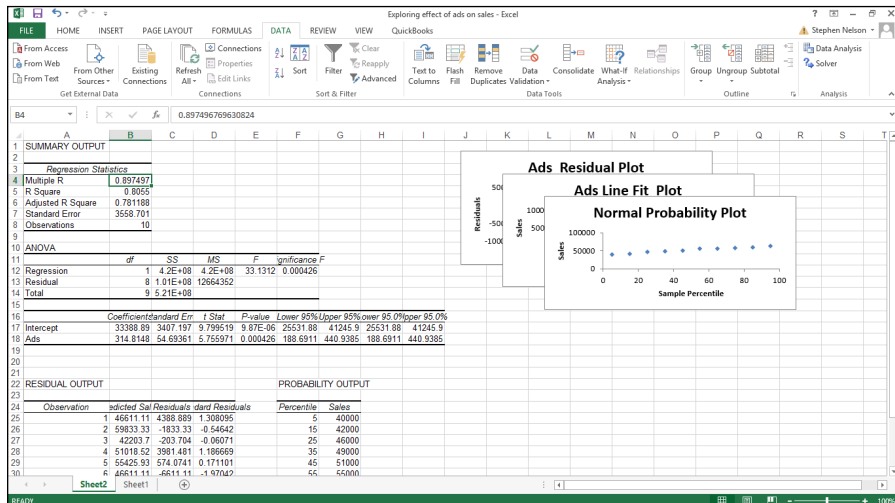 Exploring effect of ads on sales - Excel
FILE HOME INSERT PAGE LAYOUT FORMULAS DATA REVIEW VIEW QuickBooks Stephen Nelson
From Access
From Web
From Text
From Other Sources
Existing Connections
Get External Data
Refresh All
Connections
Properties
Edit Links
Connections
Sort
Filter
Clear
Reapply
Advanced
Sort & Filter
Text to Columns
Flash Fill
Remove Duplicates
Data Validation
Consolidate
What-If Analysis
Relationships
Data Tools
Group
Ungroup
Subtotal
Outline
Data Analysis
Solver
Analysis
B4 fx 0.897496769630824
A B C D E F G H I J K L M N O P Q R S T
1 SUMMARY OUTPUT
2
3 Regression Statistics
4 Multiple R 0.897497
5 R Square 0.8055
6 Adjusted R Square 0.781188
7 Standard Error 3558.701
8 Observations 10
9
10 ANOVA
11 df SS MS F ignificance F
12 Regression 1 4.2E+08 4.2E+08 33.1312 0.000426
13 Residual 8 1.01E+08 12664352
14 Total 9 5.21E+08
15
16 Coefficients tandard Err t Stat P-value Lower 95% Upper 95% ower 95.0% Upper 95.0%
17 Intercept 33388.89 3407.197 9.799519 9.87E-06 25531.88 41245.9 25531.88 41245.9
18 Ads 314.8148 54.69361 5.755971 0.000426 188.6911 440.9385 188.6911 440.9385
19
20
21
22 RESIDUAL OUTPUT PROBABILITY OUTPUT
23
24 Observation edicted Sal Residuals dard Residuals Percentile Sales
25 1 46611.11 4388.889 1.308095 5 40000
26 2 59833.33 -1833.33 -0.54642 15 42000
27 3 42203.7 -203.704 -0.06071 25 46000
28 4 51018.52 3981.481 1.186669 35 49000
29 5 55425.93 574.0741 0.171101 45 51000
30 6 46611.11 -6611.11 -1.97042 55 55000
Ads Residual Plot
Residuals
Ads Line Fit Plot
Sales
Normal Probability Plot
Sales
100000
50000
0
0 20 40 60 80 100
Sample Percentile
Sheet2 Sheet1
READY 100%